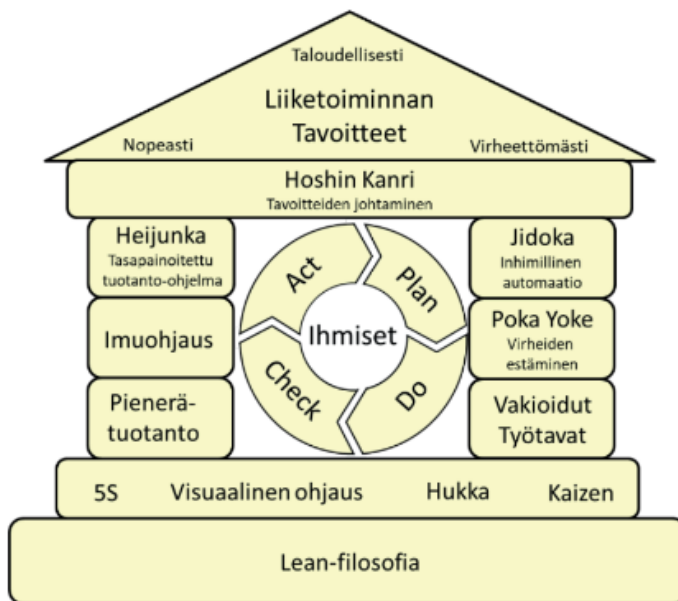 Taloudellisesti
Liiketoiminnan
Tavoitteet
Nopeasti
Virheettömästi
Hoshin Kanri
Tavoitteiden johtaminen
Heijunka
Tasapainoitettu
tuotanto-ohjelma
Imuohjaus
Pienerä-
tuotanto
Act
Plan
Ihmiset
Check
Do
Jidoka
Inhimillinen
automaatio
Poka Yoke
Virheiden
estäminen
Vakioidut
Työtavat
5S Visuaalinen ohjaus Hukka Kaizen
Lean-filosofia